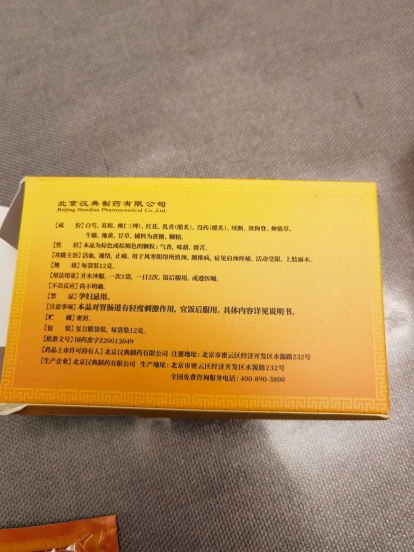 北京汉典制药有限公司
Beijing Handian Pharmaceutical Co.,Ltd.
【成 份】白芍、葛根、桃仁(燀)、红花、乳香(醋炙)、没药(醋炙)、续断、烫狗脊、伸筋草、
牛膝、地黄、甘草。辅料为蔗糖、糊精。
【性 状】本品为棕色或棕褐色的颗粒；气香，味甜、微苦。
【功能主治】活血，通络，止痛。用于风寒阻络所致颈、腰椎病，症见肩颈疼痛、活动受限、上肢麻木。
【规 格】每袋装12克。
【用法用量】开水冲服。一次1袋，一日2次。饭后服用。或遵医嘱。
【不良反应】尚不明确。
【禁 忌】孕妇忌用。
【注意事项】本品对胃肠道有轻度刺激作用，宜饭后服用。具体内容详见说明书。
【贮 藏】密封。
【包 装】复合膜袋装，每袋装12克。
【批准文号】国药准字Z20013049
【药品上市许可持有人】北京汉典制药有限公司 注册地址：北京市密云区经济开发区水源路232号
【生产企业】北京汉典制药有限公司 生产地址：北京市密云区经济开发区水源路232号
全国免费咨询服务电话：400-890-3800